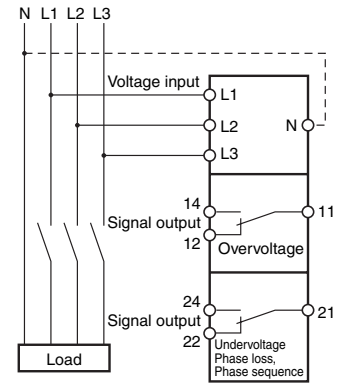 N L1 L2 L3
Voltage input
L1
L2
N
L3
14
11
Signal output
12
Overvoltage
24
21
Signal output
22
Undervoltage
Phase loss,
Phase sequence
Load